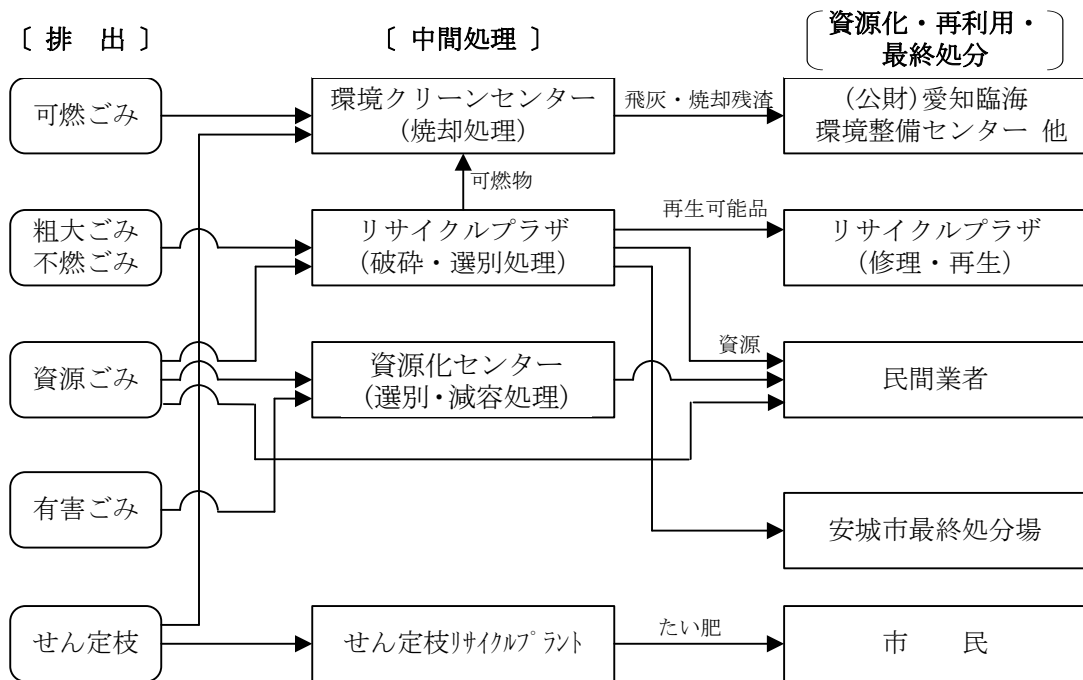 〔 排　出 〕
〔 中間処理 〕
資源化・再利用・
最終処分
可燃ごみ
環境クリーンセンター
(焼却処理)
飛灰・焼却残渣
(公財)愛知臨海
環境整備センター 他
可燃物
粗大ごみ
不燃ごみ
リサイクルプラザ
(破砕・選別処理)
再生可能品
リサイクルプラザ
(修理・再生)
資源ごみ
資源化センター
(選別・減容処理)
資源
民間業者
有害ごみ
安城市最終処分場
せん定枝
せん定枝ﾘｻｲｸﾙﾌﾟﾗﾝﾄ
たい肥
市　　民